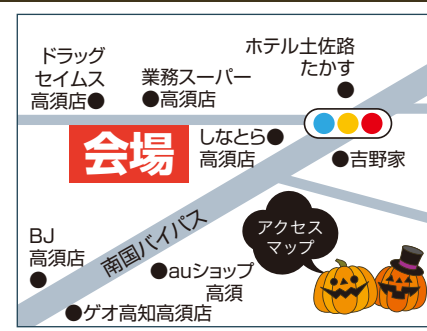 ホテル土佐路
たかす
ドラッグ
セイムス
高須店
業務スーパー
高須店
会場
しなとら
高須店
吉野家
南国バイパス
アクセス
マップ
BJ
高須店
auショップ
高須
ゲオ高知高須店